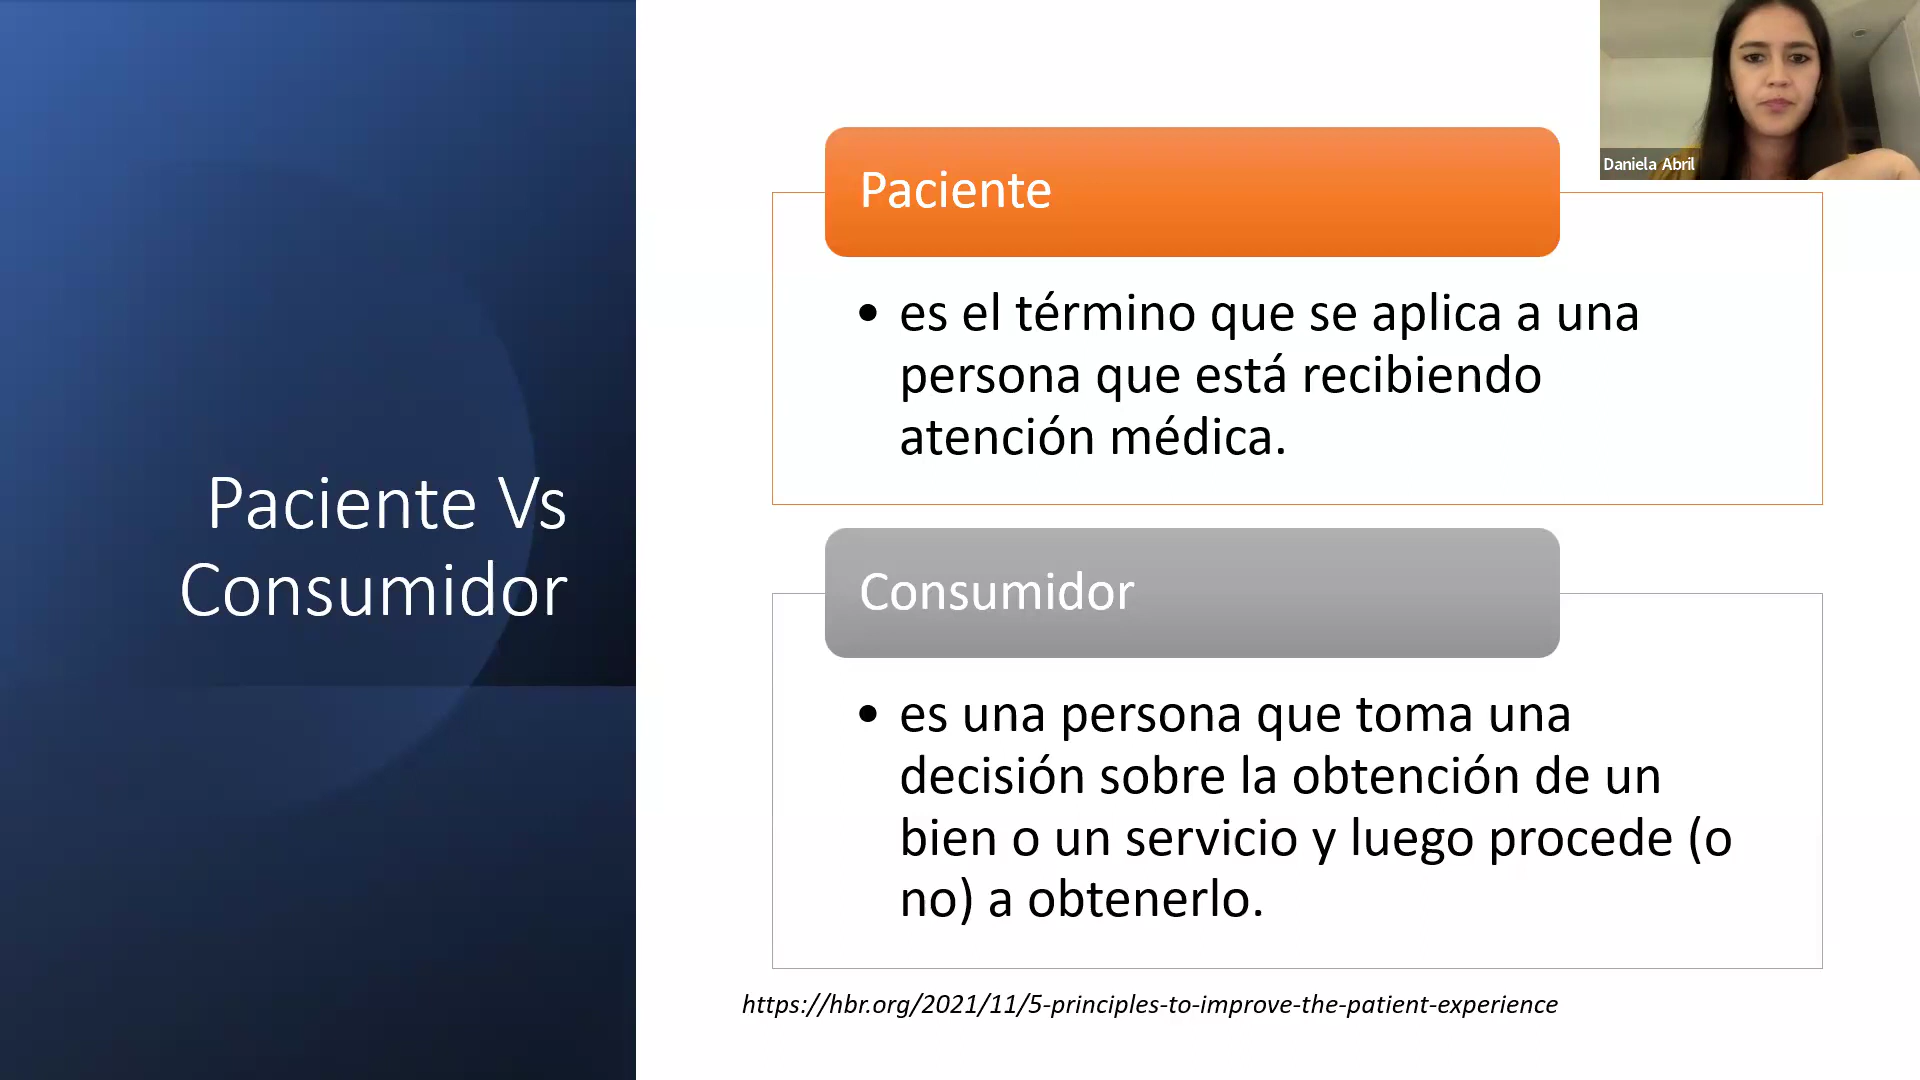 Paciente Vs
Consumidor
Paciente
• es el término que se aplica a una
persona que está recibiendo
atención médica.
Consumidor
• es una persona que toma una
decisión sobre la obtención de un
bien o un servicio y luego procede (o
no) a obtenerlo.
https://hbr.org/2021/11/5-principles-to-improve-the-patient-experience
Daniela Abril